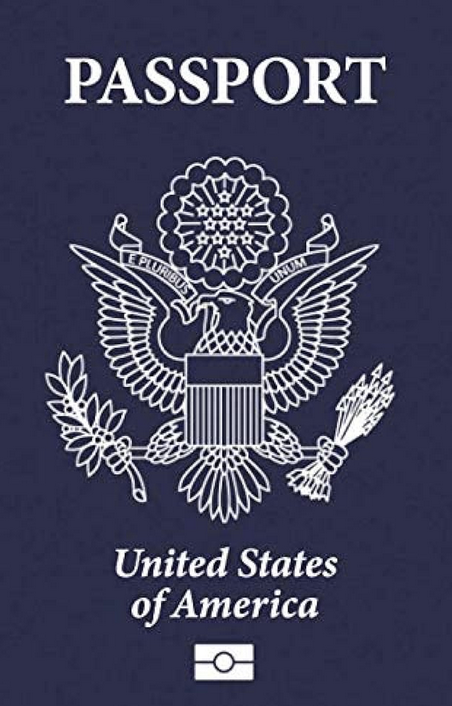 PASSPORT
E PLURIBUS UNUM
United States
of America